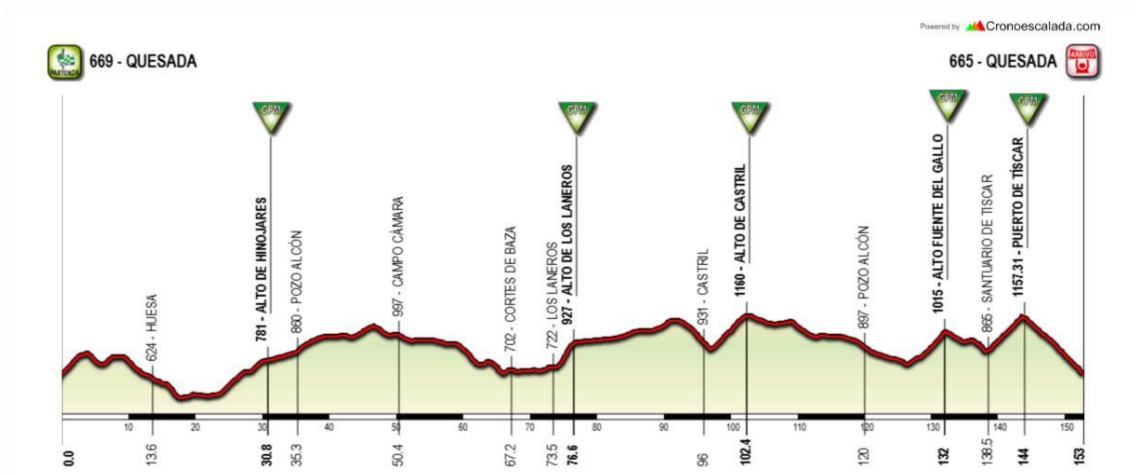 Powered by Cronoescalada.com
PARTENZA
669 - QUESADA
665 - QUESADA
ARRIVO
GPM
GPM
GPM
GPM
GPM
624 - HUESA
781 - ALTO DE HINOJARES
860 - POZO ALCÓN
997 - CAMPO CÀMARA
702 - CORTES DE BAZA
722 - LOS LANEROS
927 - ALTO DE LOS LANEROS
931 - CASTRIL
1160 - ALTO DE CASTRIL
897 - POZO ALCÓN
1015 - ALTO FUENTE DEL GALLO
865 - SANTUARIO DE TISCAR
1157.31 - PUERTO DE TÍSCAR
10 20 30 40 50 60 70 80 90 100 110 120 130 140 150
0.0 13.6 30.8 35.3 50.4 67.2 73.5 76.6 96 102.4 120 132 138.5 144 153